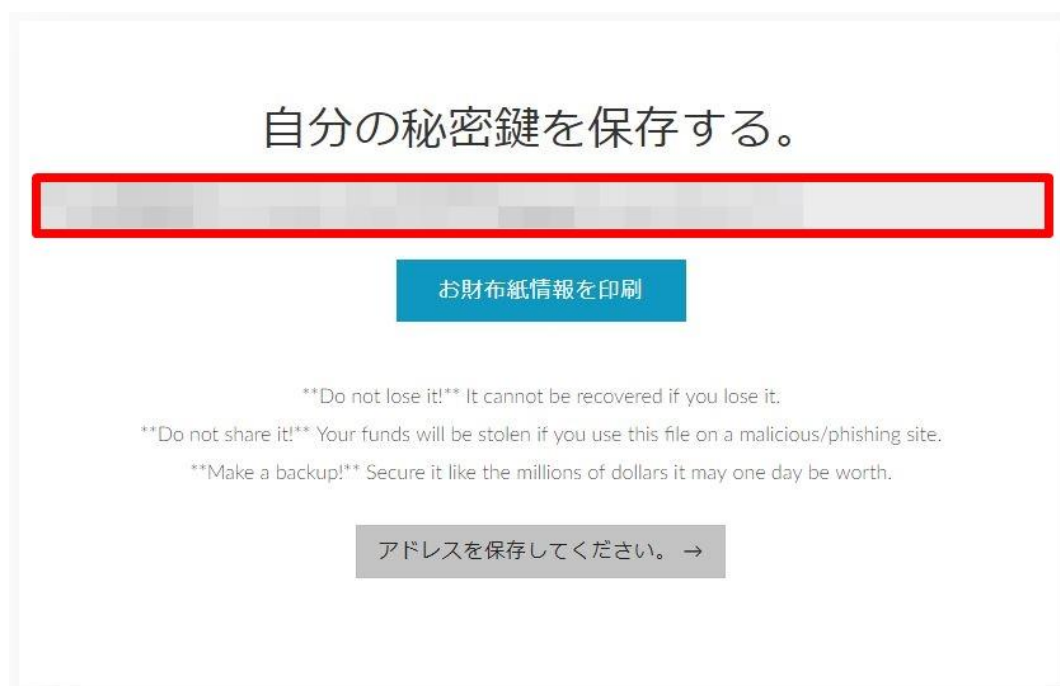 自分の秘密鍵を保存する。
お財布紙情報を印刷
**Do not lose it!** It cannot be recovered if you lose it.
**Do not share it!** Your funds will be stolen if you use this file on a malicious/phishing site.
**Make a backup!** Secure it like the millions of dollars it may one day be worth.
アドレスを保存してください。 →